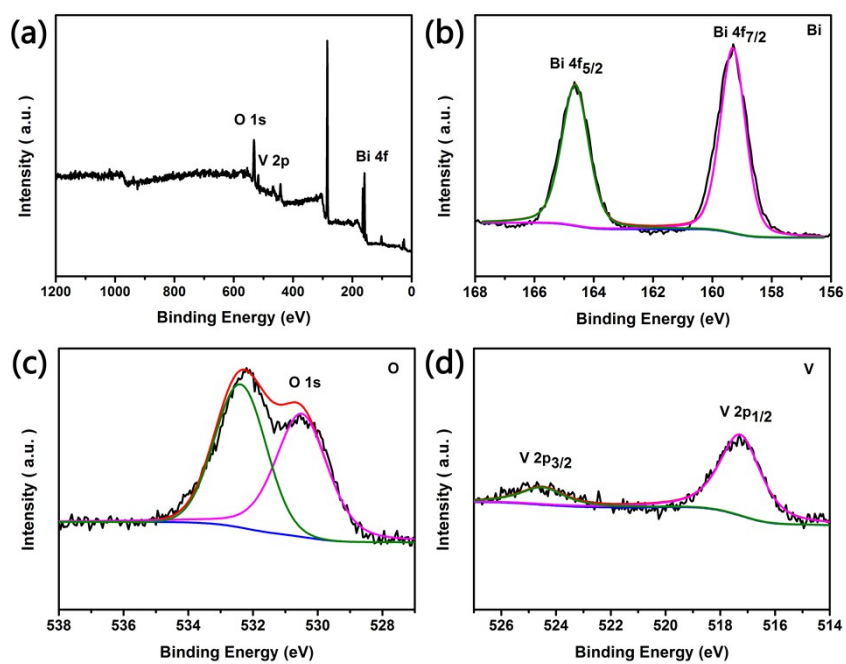 (a)
O 1s
V 2p
Bi 4f
Intensity ( a.u. )
1200 1000 800 600 400 200 0
Binding Energy (eV)
(b)
Bi 4f5/2
Bi 4f7/2
Bi
Intensity ( a.u. )
168 166 164 162 160 158 156
Binding Energy (eV)
(c)
O 1s
O
Intensity ( a.u. )
538 536 534 532 530 528
Binding Energy (eV)
(d)
V 2p3/2
V 2p1/2
V
Intensity ( a.u. )
526 524 522 520 518 516 514
Binding Energy (eV)